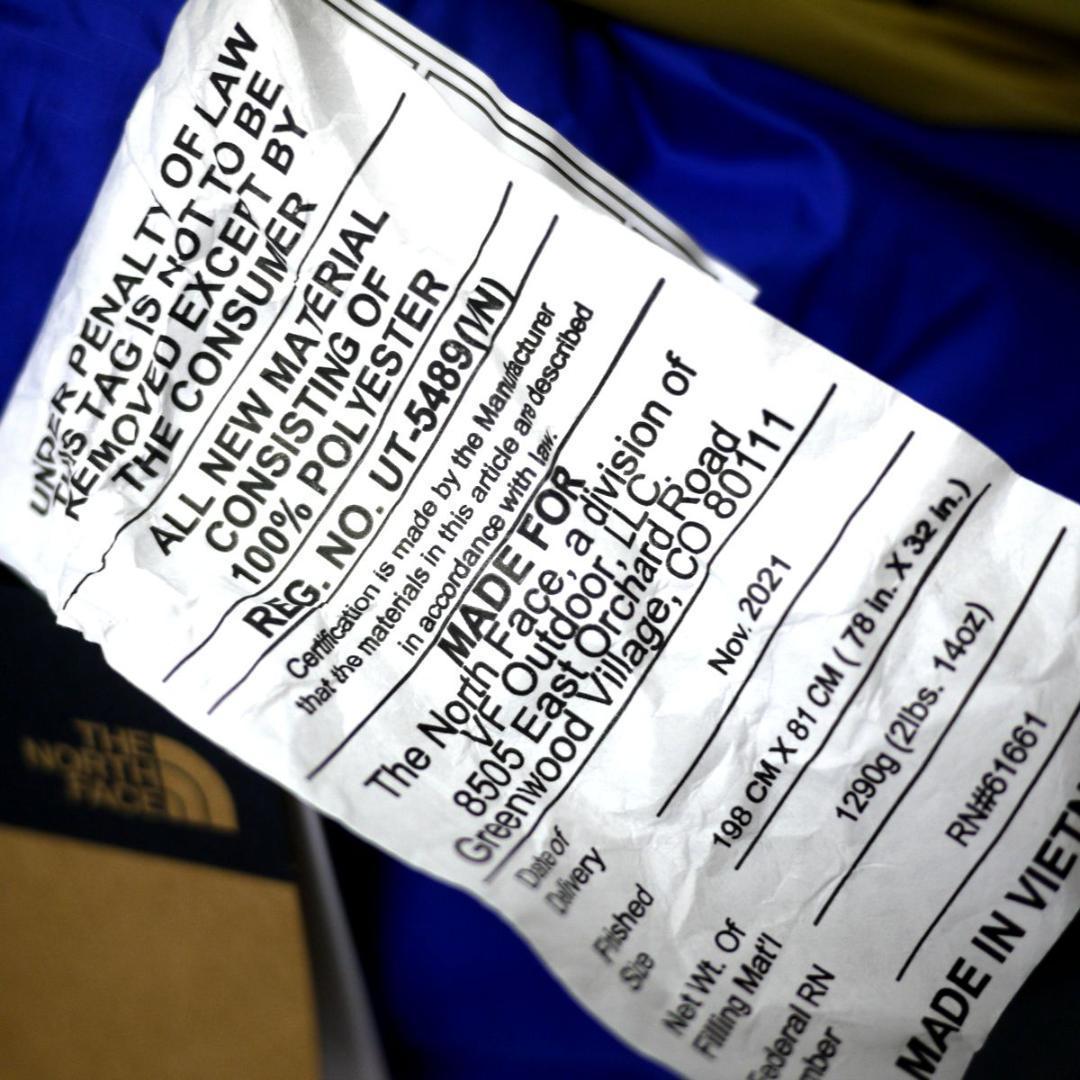 UNDER PENALTY OF LAW
THIS TAG IS NOT TO BE
REMOVED EXCEPT BY
THE CONSUMER
ALL NEW MATERIAL
CONSISTING OF
100% POLYESTER
REG. NO. UT-5489(VN)
Certification is made by the Manufacturer
that the materials in this article are described
in accordance with law.
MADE FOR
The North Face, a division of
VF Outdoor, LLC.
8505 East Orchard Road
Greenwood Village, CO 80111
Date of
Delivery
Nov. 2021
Finished
Size
198 CM X 81 CM ( 78 in. X 32 in.)
Net Wt. Of
Filling Mat'l
1290g (2lbs. 14oz)
Federal RN
mber
RN#61661
MADE IN VIETN
THE
NORTH
FACE